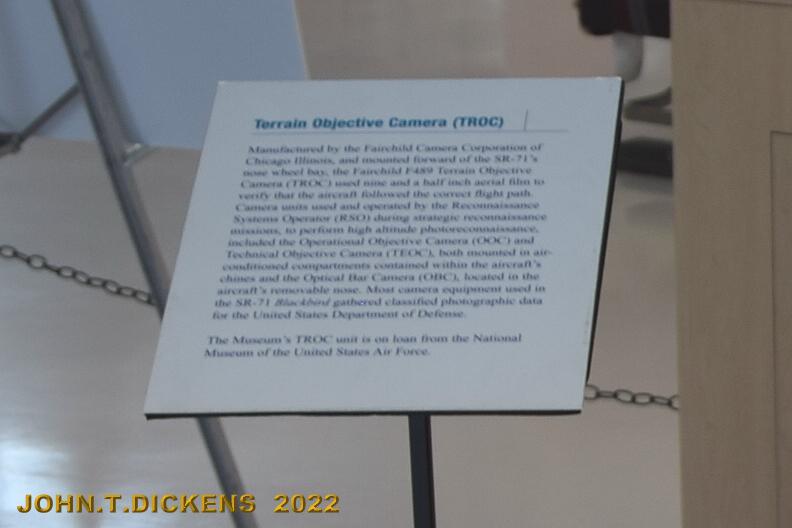 Terrain Objective Camera (TROC)
Manufactured by the Fairchild Camera Corporation of
Chicago Illinois, and mounted forward of the SR-71's
nose wheel bay, the Fairchild F489 Terrain Objective
Camera (TROC) used nine and a half inch aerial film to
verify that the aircraft followed the correct flight path.
Camera units used and operated by the Reconnaissance
Systems Operator (RSO) during strategic reconnaissance
missions, to perform high altitude photoreconnaissance,
included the Operational Objective Camera (OOC) and
Technical Objective Camera (TEOC), both mounted in air-
conditioned compartments contained within the aircraft's
chines and the Optical Bar Camera (OBC), located in the
aircraft's removable nose. Most camera equipment used in
the SR-71 Blackbird gathered classified photographic data
for the United States Department of Defense.
The Museum's TROC unit is on loan from the National
Museum of the United States Air Force.
JOHN.T.DICKENS 2022